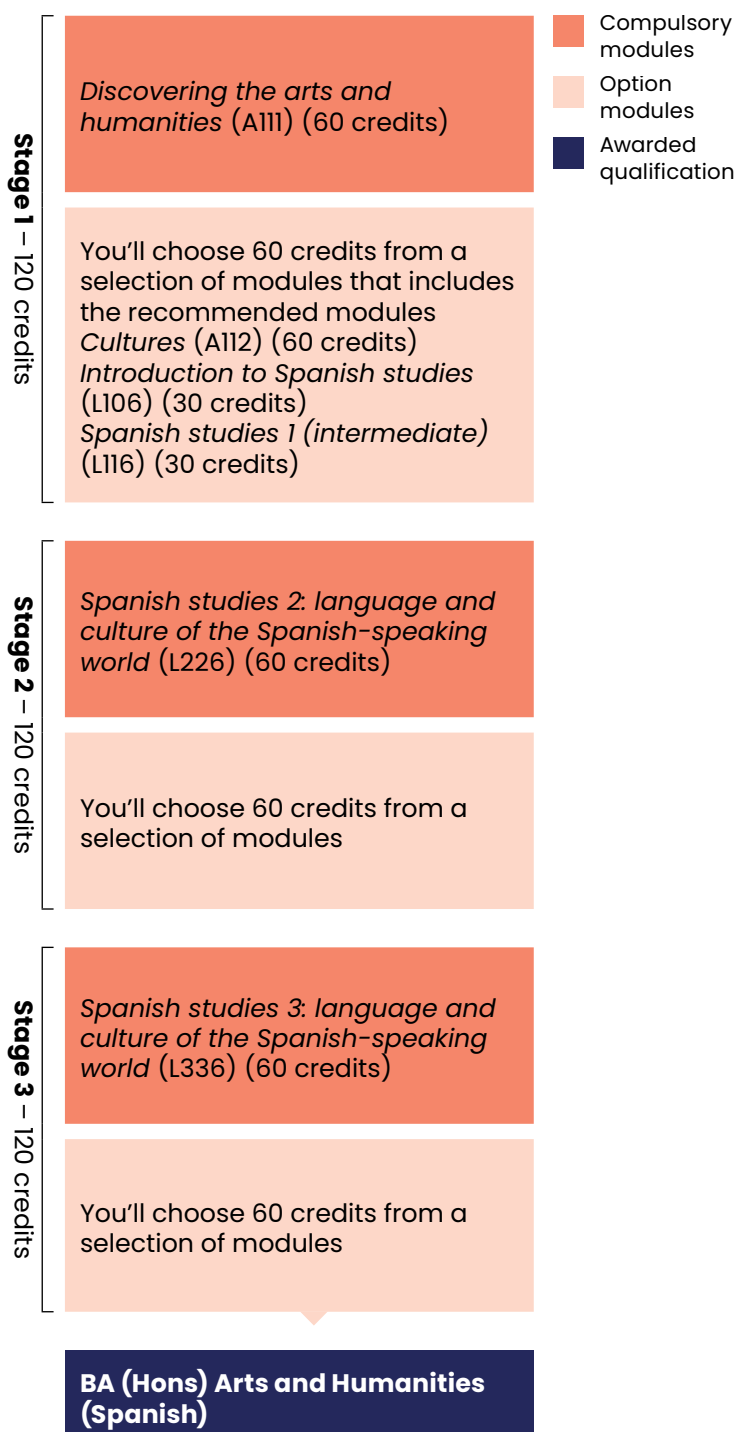 Compulsory
modules
Option
modules
Awarded
qualification
Stage 1 – 120 credits
Discovering the arts and
humanities (A111) (60 credits)
You’ll choose 60 credits from a
selection of modules that includes
the recommended modules
Cultures (A112) (60 credits)
Introduction to Spanish studies
(L106) (30 credits)
Spanish studies 1 (intermediate)
(L116) (30 credits)
Stage 2 – 120 credits
Spanish studies 2: language and
culture of the Spanish-speaking
world (L226) (60 credits)
You’ll choose 60 credits from a
selection of modules
Stage 3 – 120 credits
Spanish studies 3: language and
culture of the Spanish-speaking
world (L336) (60 credits)
You’ll choose 60 credits from a
selection of modules
BA (Hons) Arts and Humanities
(Spanish)